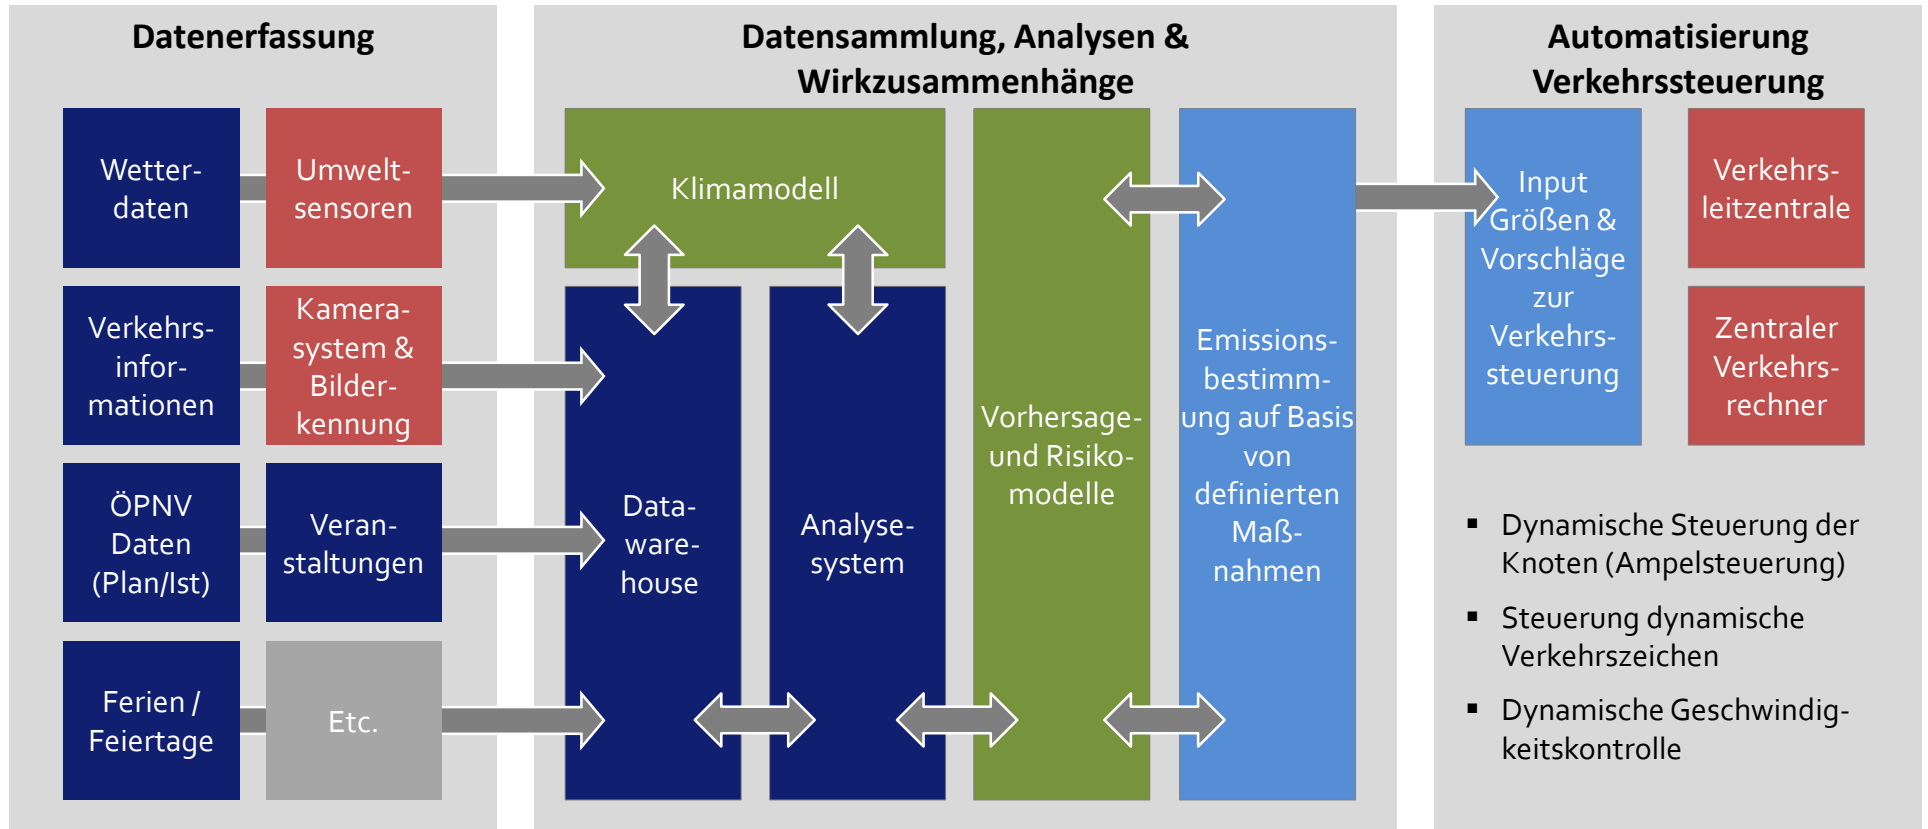 Datenerfassung
Wetter-
daten
Umwelt-
sensoren
Verkehrs-
infor-
mationen
Kamera-
system &
Bilder-
kennung
ÖPNV
Daten
(Plan/Ist)
Veran-
staltungen
Ferien /
Feiertage
Etc.
Datensammlung, Analysen &
Wirkzusammenhänge
Klimamodell
Data-
ware-
house
Analyse-
system
Vorhersage-
und Risiko-
modelle
Emissions-
bestimm-
ung auf Basis
von
definierten
Maß-
nahmen
Automatisierung
Verkehrssteuerung
Input
Größen &
Vorschläge
zur
Verkehrs-
steuerung
Verkehrs-
leitzentrale
Zentraler
Verkehrs-
rechner
▪ Dynamische Steuerung der
Knoten (Ampelsteuerung)
▪ Steuerung dynamische
Verkehrszeichen
▪ Dynamische Geschwindig-
keitskontrolle